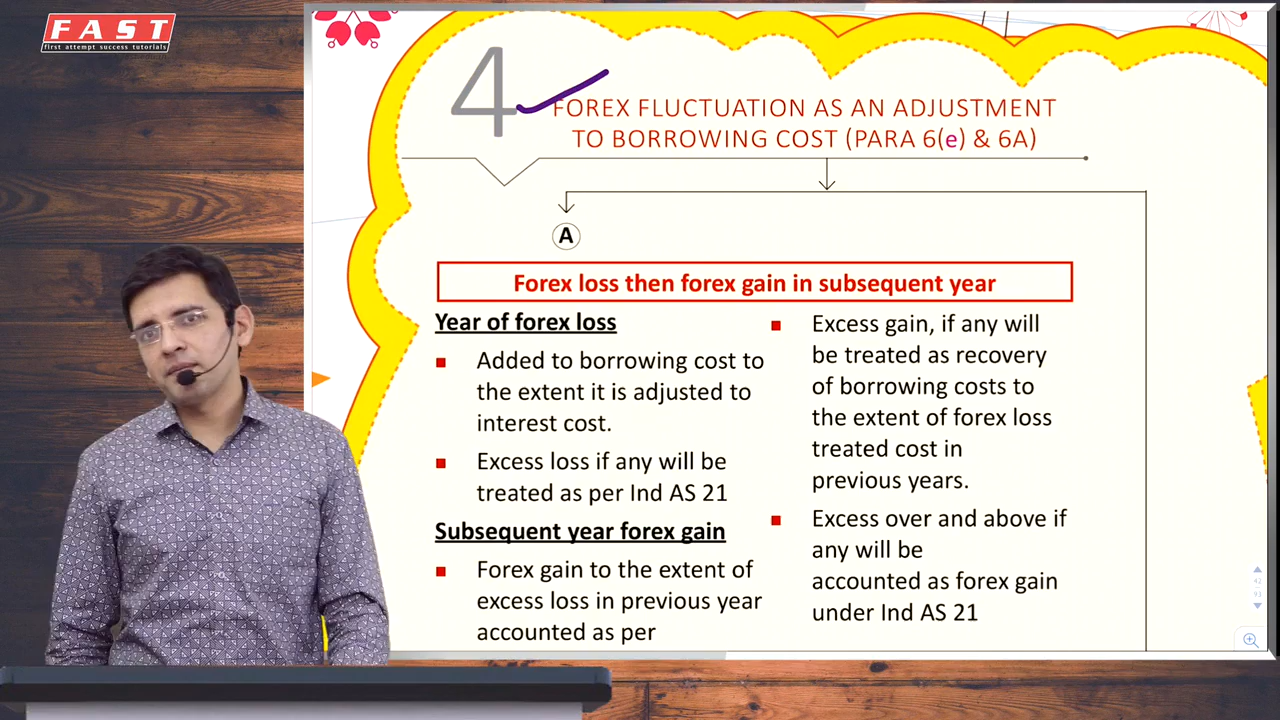 FAST
first attempt success tutorials
4
FOREX FLUCTUATION AS AN ADJUSTMENT
TO BORROWING COST (PARA 6(e) & 6A)
A
Forex loss then forex gain in subsequent year
Year of forex loss
Added to borrowing cost to
the extent it is adjusted to
interest cost.
Excess loss if any will be
treated as per Ind AS 21
Subsequent year forex gain
Forex gain to the extent of
excess loss in previous year
accounted as per
Excess gain, if any will
be treated as recovery
of borrowing costs to
the extent of forex loss
treated cost in
previous years.
Excess over and above if
any will be
accounted as forex gain
under Ind AS 21